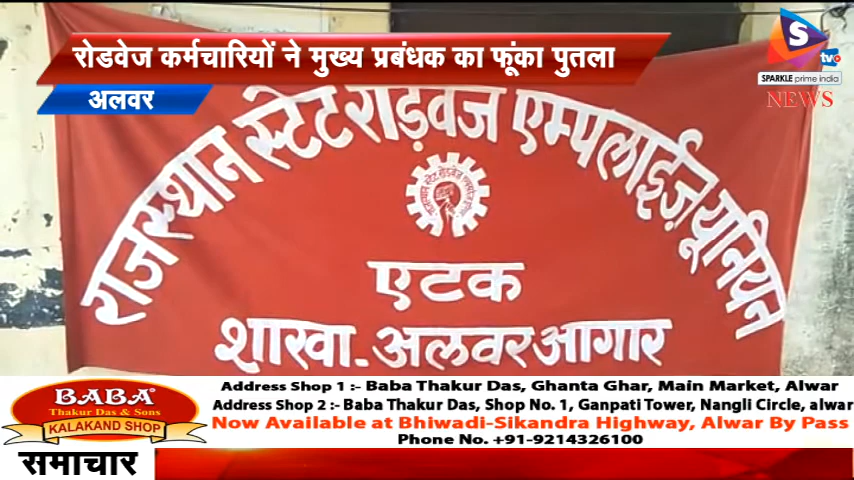 रोडवेज कर्मचारियों ने मुख्य प्रबंधक का फूंका पुतला
अलवर
S
tv
SPARKLE prime india
NEWS
राजस्थान स्टेट रोड़वेज एम्पलाईज़ यूनियन
एटक
शाखा-अलवर आगार
BABA
Thakur Das & Sons
KALAKAND SHOP
Address Shop 1 :- Baba Thakur Das, Ghanta Ghar, Main Market, Alwar
Address Shop 2 :- Baba Thakur Das, Shop No. 1, Ganpati Tower, Nangli Circle, alwar
Now Available at Bhiwadi-Sikandra Highway, Alwar By Pass
Phone No. +91-9214326100
समाचार